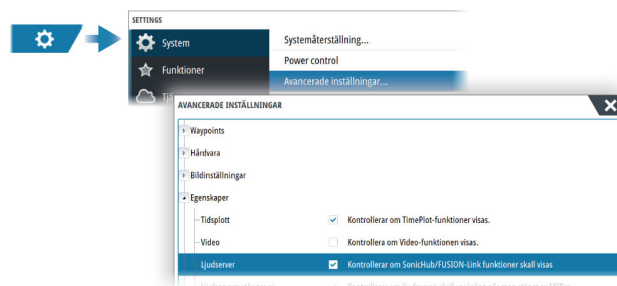 SETTINGS
System
Systemåterställning...
Power control
Funktioner
Avancerade inställningar...
AVANCERADE INSTÄLLNINGAR
Waypoints
Hårdvara
Bildinställningar
Egenskaper
Tidsplott Kontrollerar om TimePlot-funktioner visas.
Video Kontrollera om Video-funktionen visas.
Ljudserver Kontrollerar om SonicHub/FUSION-Link funktioner skall visas